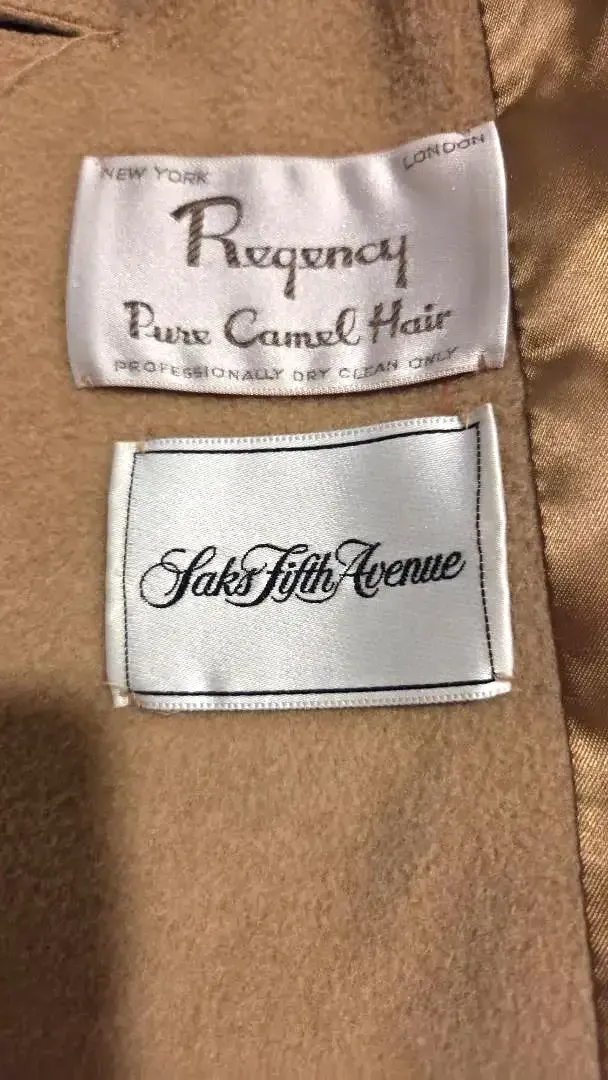 NEW YORK LONDON
Regency
Pure Camel Hair
PROFESSIONALLY DRY CLEAN ONLY
Saks Fifth Avenue